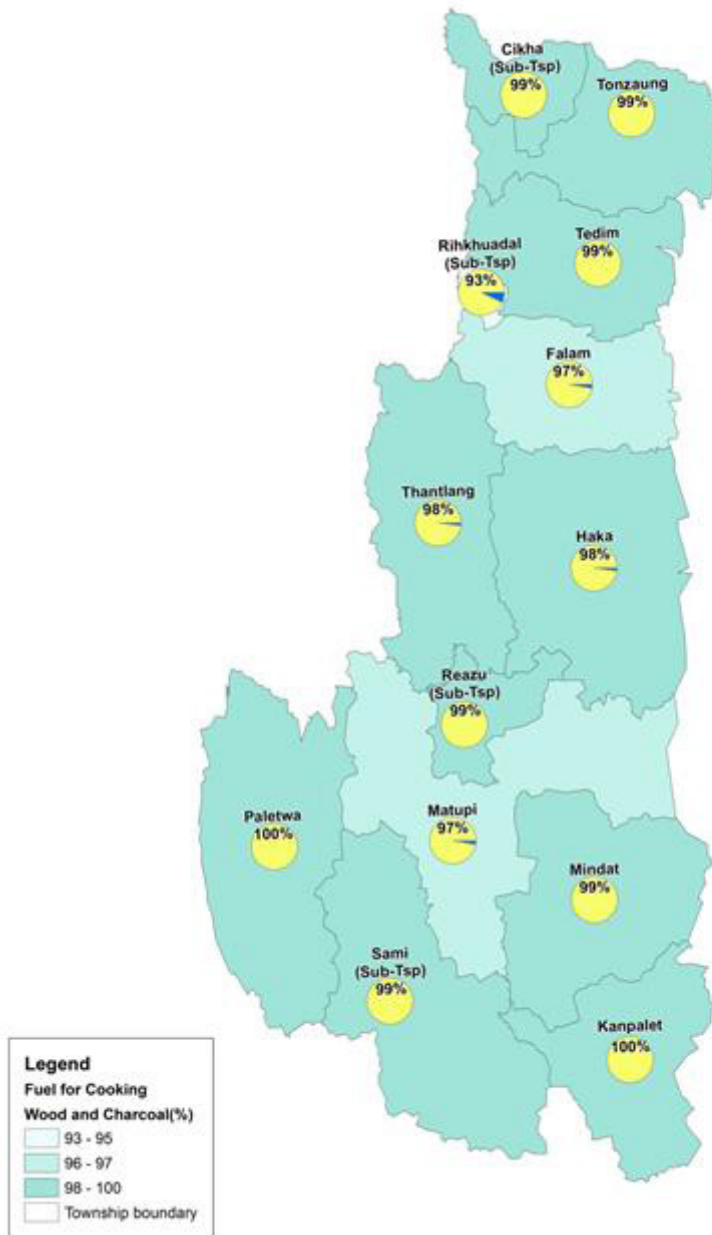 Cikha
(Sub-Tsp)
99%
Tonzaung
99%
Tedim
99%
Rihkhuadal
(Sub-Tsp)
93%
Falam
97%
Thantlang
98%
Haka
98%
Reazu
(Sub-Tsp)
99%
Paletwa
100%
Matupi
97%
Mindat
99%
Sami
(Sub-Tsp)
99%
Kanpalet
100%
Legend
Fuel for Cooking
Wood and Charcoal(%)
93 - 95
96 - 97
98 - 100
Township boundary